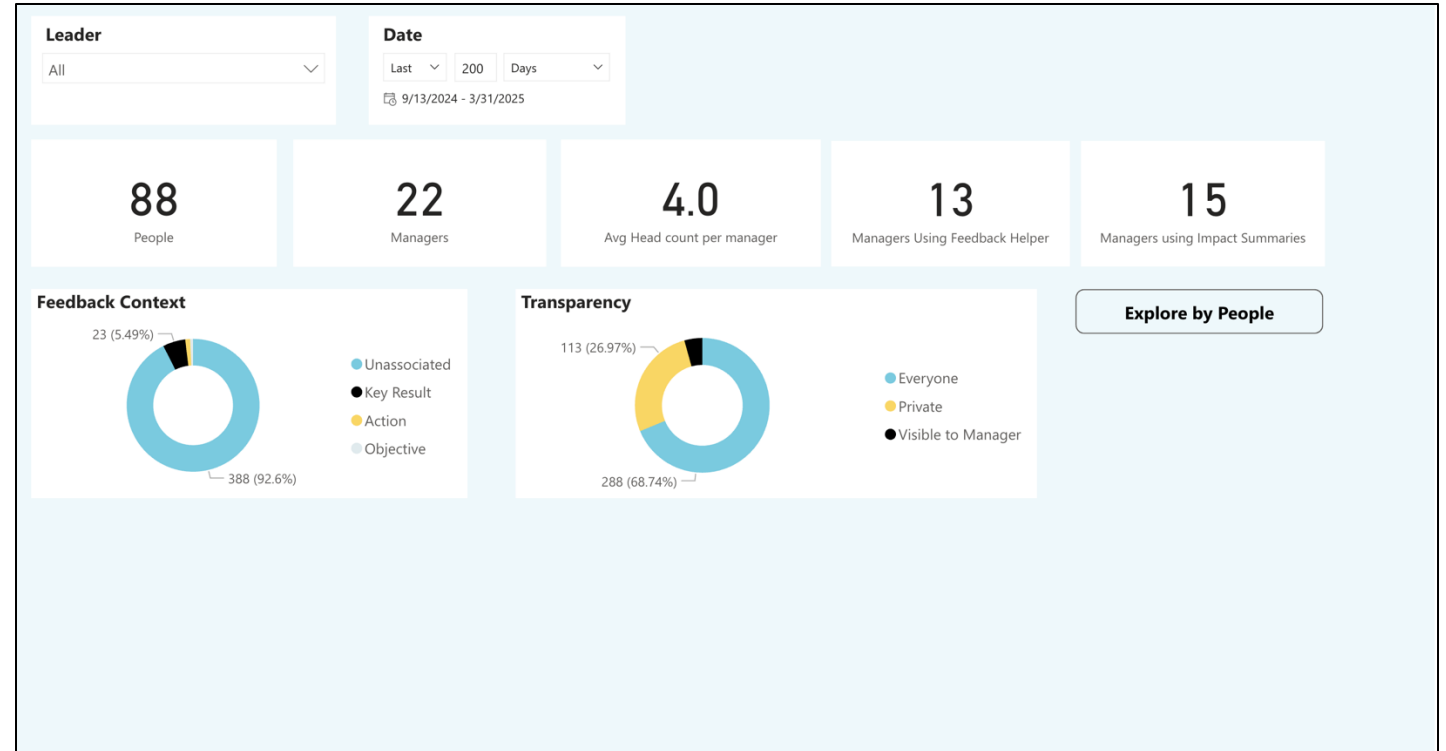 Leader
All
Date
Last 200 Days
9/13/2024 - 3/31/2025
88
People
22
Managers
4.0
Avg Head count per manager
13
Managers Using Feedback Helper
15
Managers using Impact Summaries
Feedback Context
23 (5.49%)
388 (92.6%)
Unassociated
Key Result
Action
Objective
Transparency
113 (26.97%)
288 (68.74%)
Everyone
Private
Visible to Manager
Explore by People